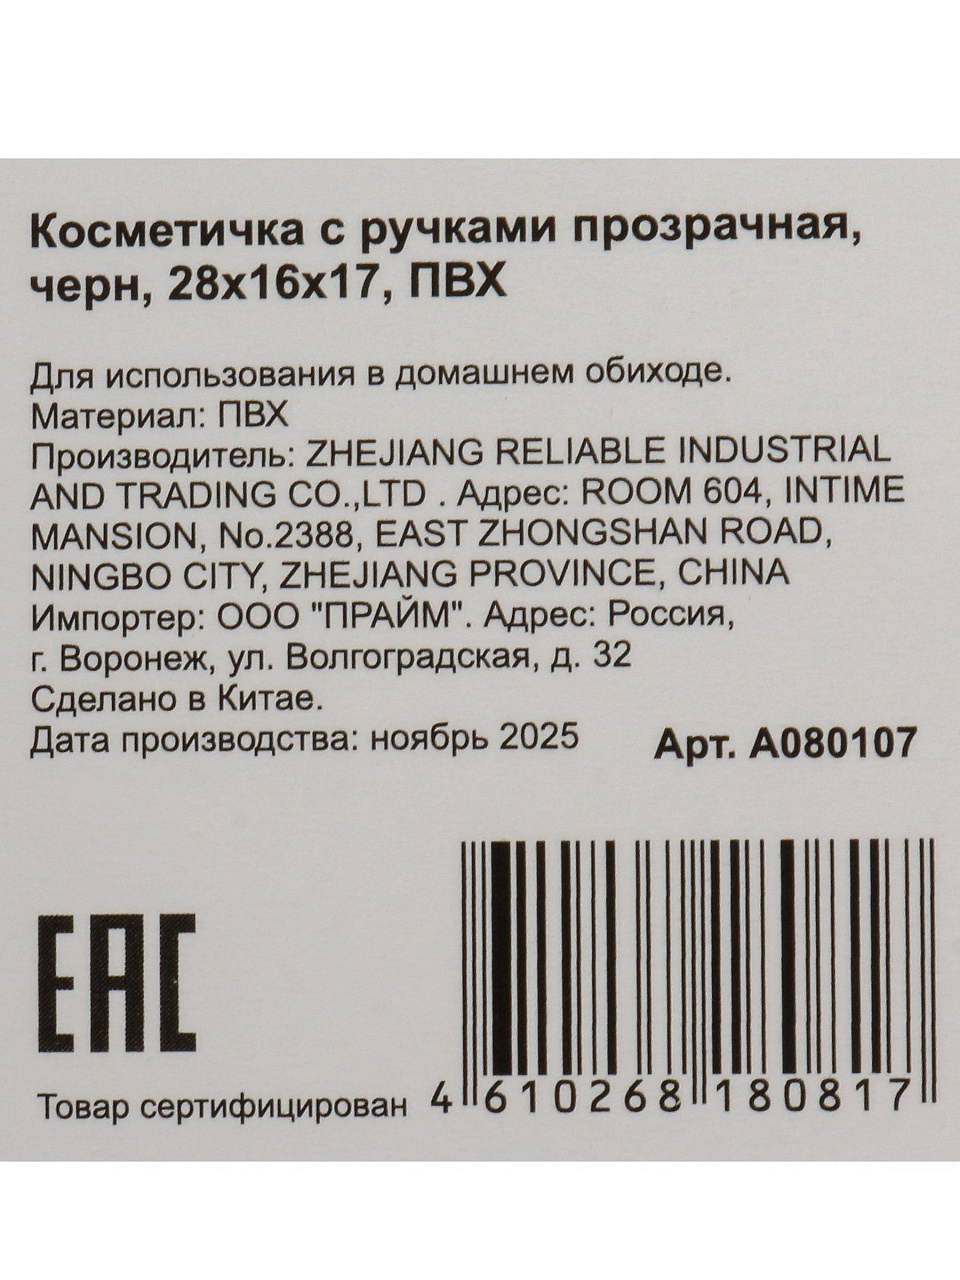 Косметичка с ручками прозрачная,
черн, 28х16х17, ПВХ
Для использования в домашнем обиходе.
Материал: ПВХ
Производитель: ZHEJIANG RELIABLE INDUSTRIAL
AND TRADING CO.,LTD . Адрес: ROOM 604, INTIME
MANSION, No.2388, EAST ZHONGSHAN ROAD,
NINGBO CITY, ZHEJIANG PROVINCE, CHINA
Импортер: ООО "ПРАЙМ". Адрес: Россия,
г. Воронеж, ул. Волгоградская, д. 32
Сделано в Китае.
Дата производства: ноябрь 2025
Арт. А080107
EAC
Товар сертифицирован
4 610268 180817